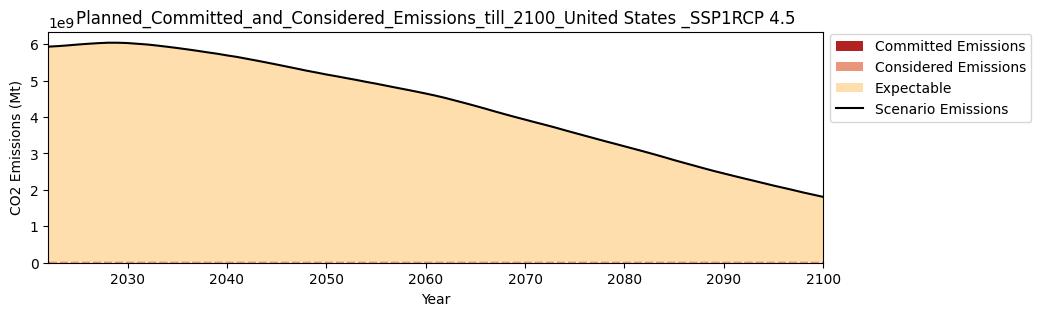 Planned_Committed_and_Considered_Emissions_till_2100_United States _SSP1RCP 4.5
1e9
6
5
4
3
2
1
0
CO2 Emissions (Mt)
2030 2040 2050 2060 2070 2080 2090 2100
Year
Committed Emissions
Considered Emissions
Expectable
Scenario Emissions